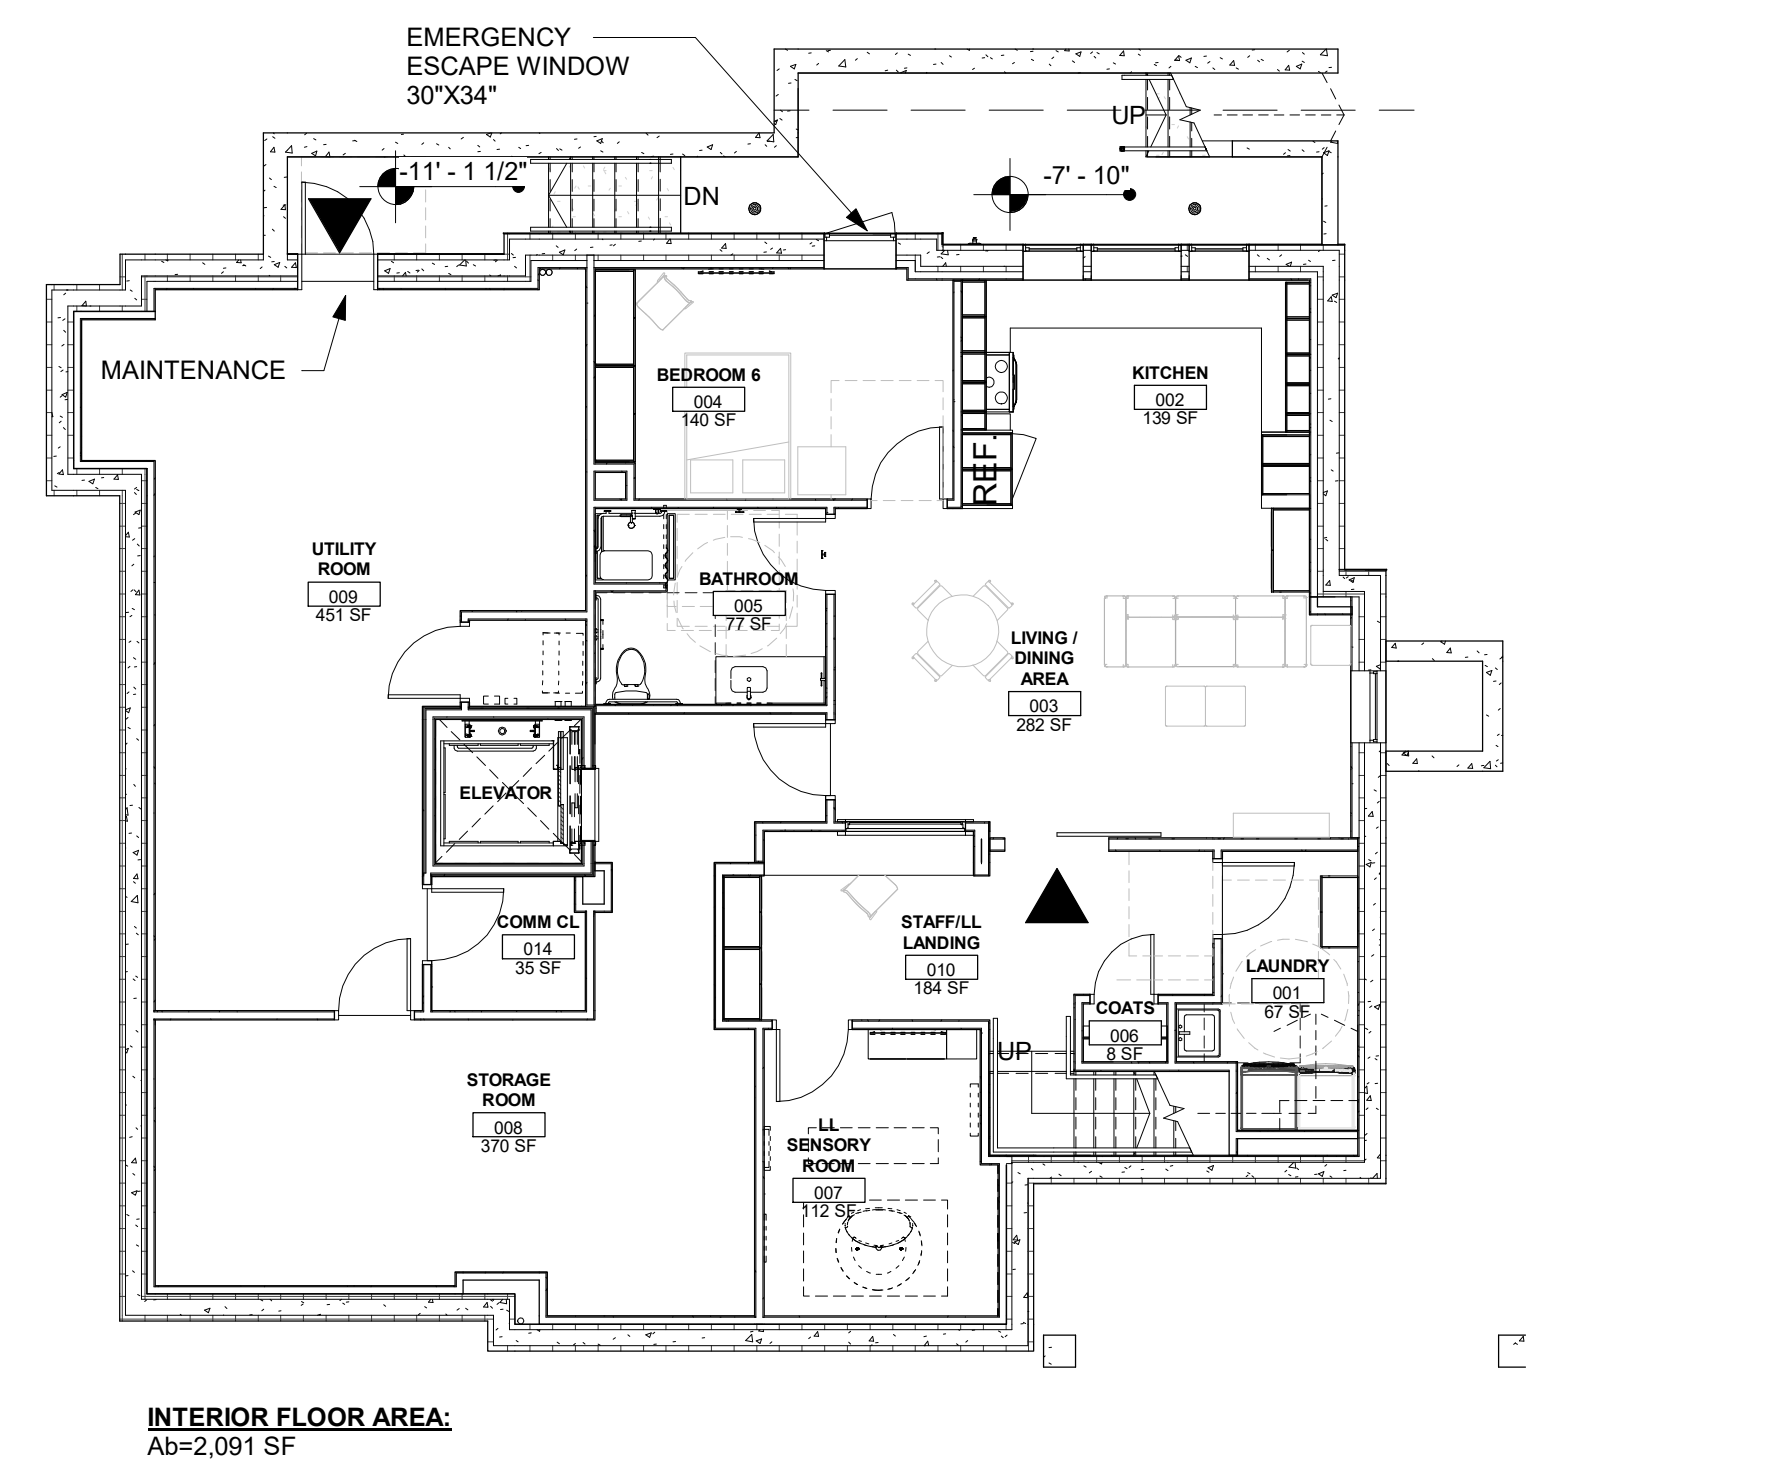 EMERGENCY
ESCAPE WINDOW
30"X34"
UP
-11' - 1 1/2"
DN
-7' - 10"
MAINTENANCE
BEDROOM 6
004
140 SF
KITCHEN
002
139 SF
REF.
UTILITY
ROOM
009
451 SF
BATHROOM
005
77 SF
LIVING /
DINING
AREA
003
282 SF
ELEVATOR
COMM CL
014
35 SF
STAFF/LL
LANDING
010
184 SF
LAUNDRY
001
67 SF
COATS
006
8 SF
UP
STORAGE
ROOM
008
370 SF
LL
SENSORY
ROOM
007
112 SF
INTERIOR FLOOR AREA:
Ab=2,091 SF